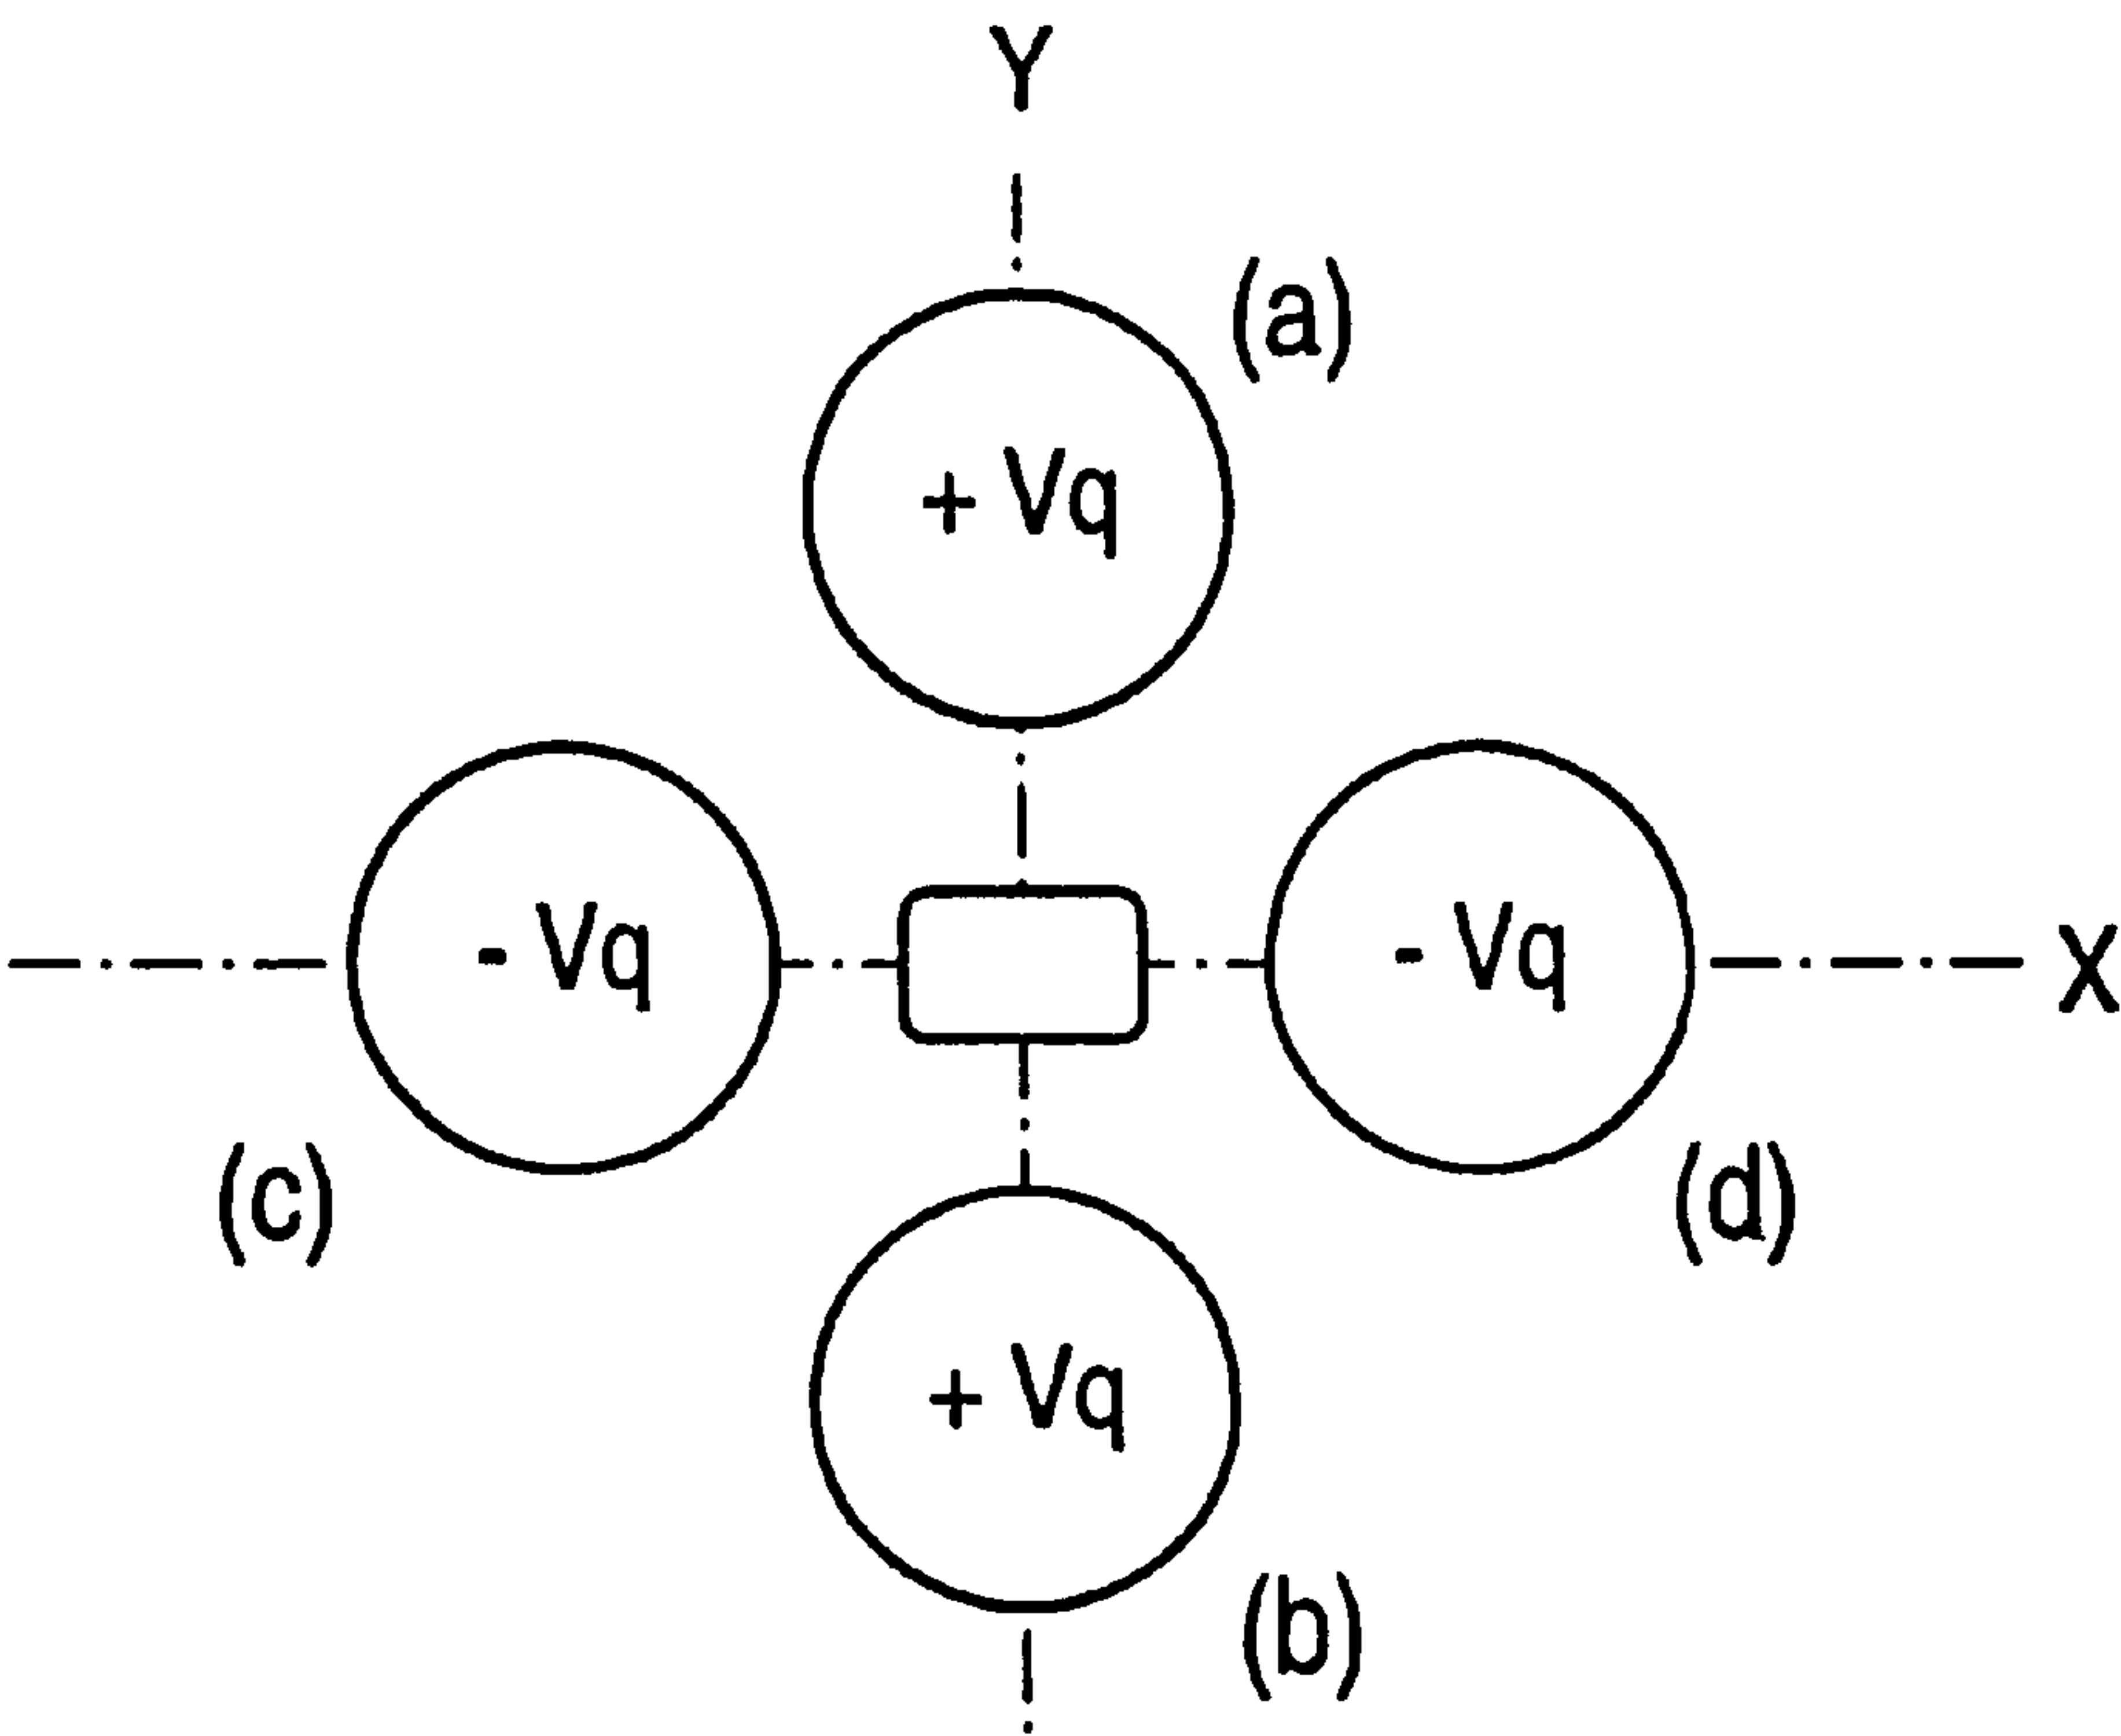 Y
(a)
+ Vq
- Vq
- Vq
X
(c)
(d)
+ Vq
(b)